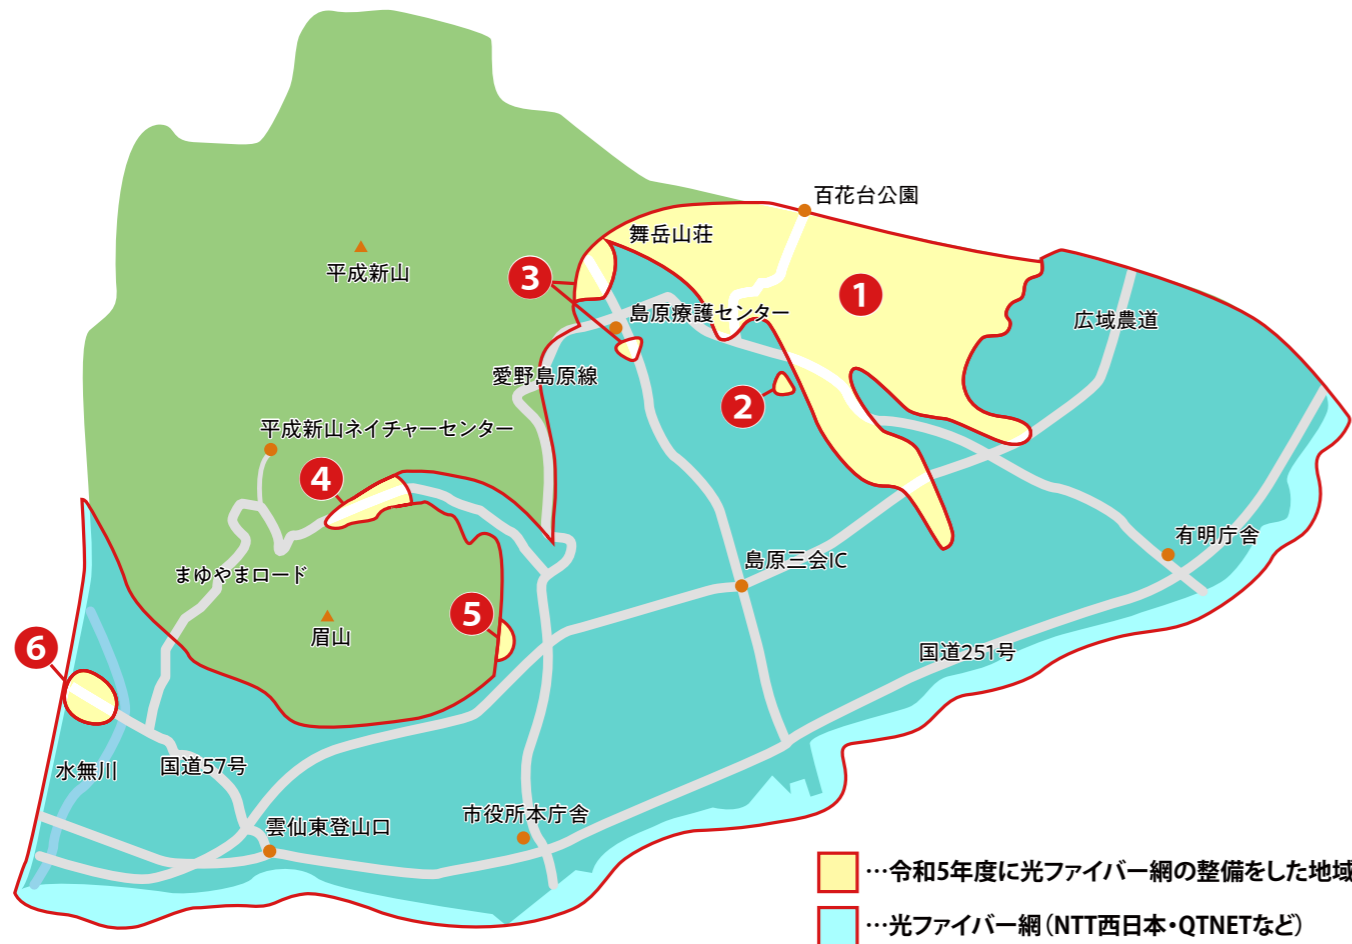 百花台公園
舞岳山荘
平成新山
3
1
島原療護センター
広域農道
愛野島原線
2
平成新山ネイチャーセンター
4
有明庁舎
島原三会IC
まゆやまロード
5
眉山
6
国道251号
水無川
国道57号
市役所本庁舎
雲仙東登山口
…令和5年度に光ファイバー網の整備をした地域
…光ファイバー網（NTT西日本・QTNETなど）